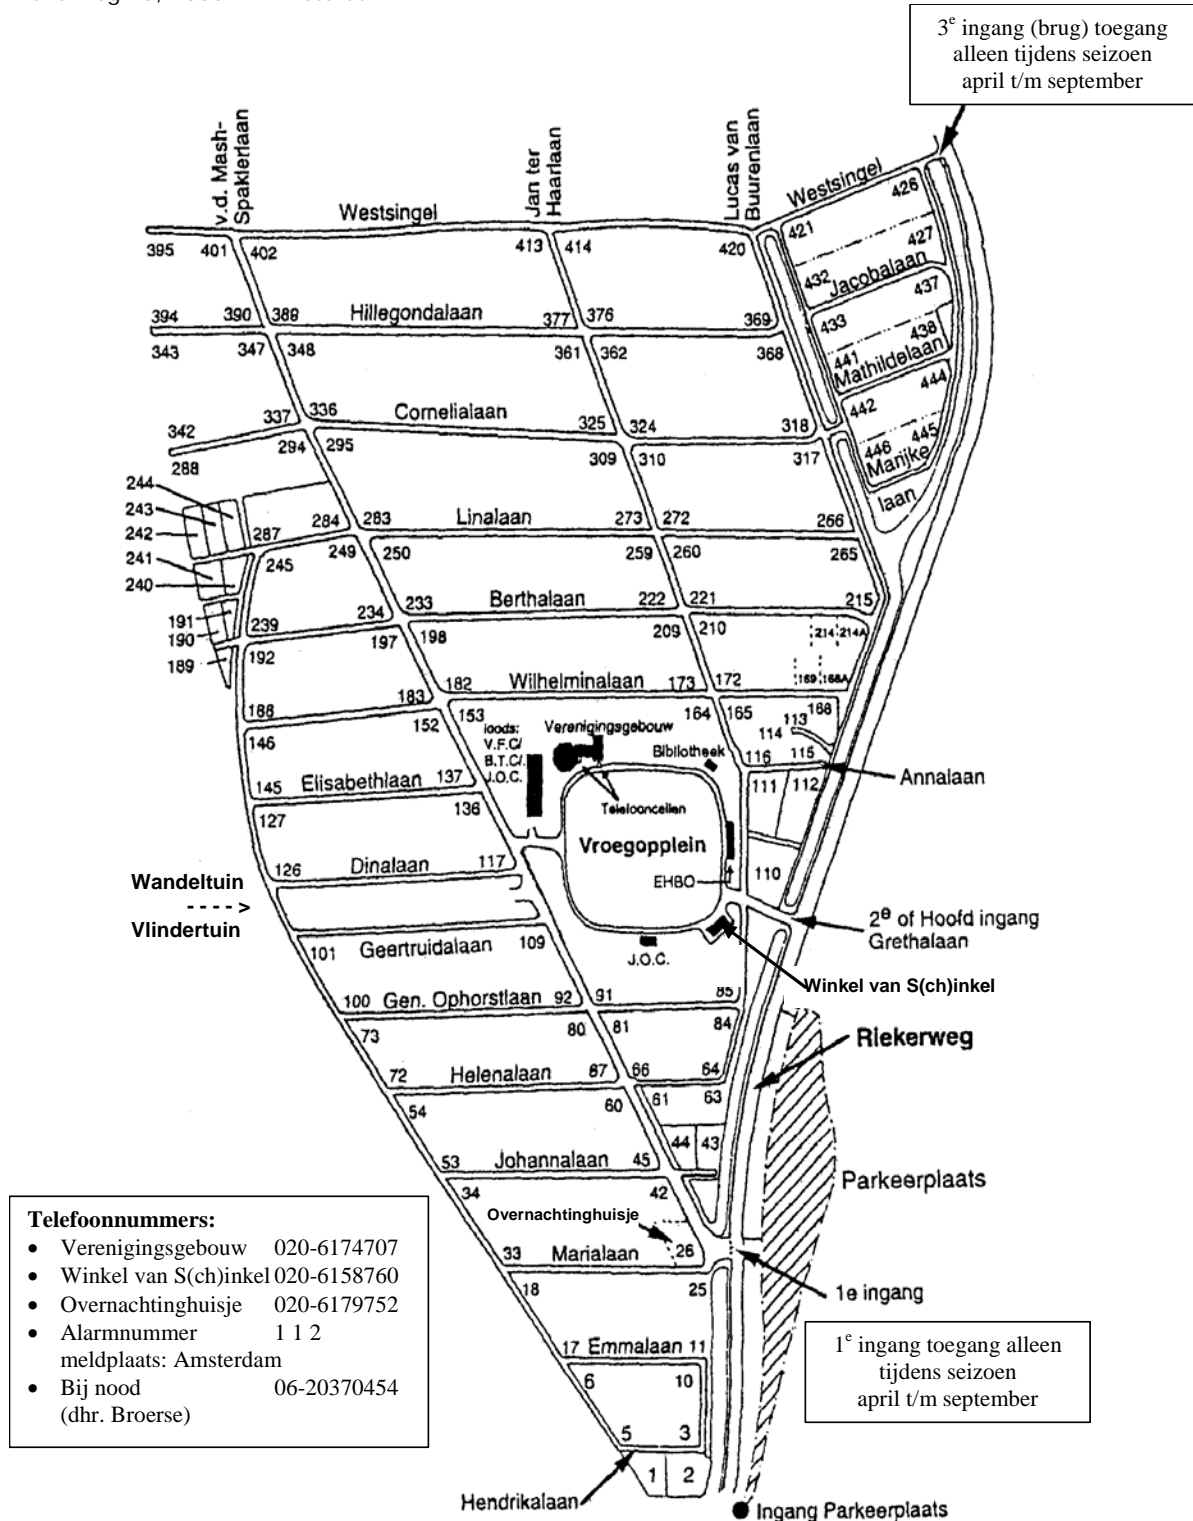 3e ingang (brug) toegang
alleen tijdens seizoen
april t/m september
v.d. Mash-
Spaklerlaan
Jan ter
Haarlaan
Lucas van
Buurenlaan
Westsingel
Westsingel
395 401 402 413 414 420 421 426
427
432 Jacobalaan
437
394 390 389 Hillegondalaan 377 376 369 433
438
343 347 348 361 362 368 441 Mathildelaan
444
442
342 337 336 Cornelialaan 325 324 318
445
446 Marijke
laan
288 294 295 309 310 317
244
243
242
241
240
287 284 283 Linalaan 273 272 266
245 249 250 259 260 265
191
190
189
239 234 233 Berthalaan 222 221 215
192 197 198 209 210 214 214A
169 168A
188 183 182 Wilhelminalaan 173 172
146 152 153 164 165 168
loods:
V.F.C/
B.T.C/.
J.O.C.
Verenigingsgebouw
Bibliotheek
Telefooncellen
113
114
116 115
Annalaan
111 112
145 Elisabethlaan 137
127 136
Vroegopplein
EHBO
110
126 Dinalaan 117
Wandeltuin
---->
Vlindertuin
2e of Hoofd ingang
Grethalaan
101 Geertruidalaan 109
J.O.C.
Winkel van S(ch)inkel
100 Gen. Ophorstlaan 92 91 85
73 80 81 84
Riekerweg
72 Helenalaan 67 66 64
54 60 61 63
44 43
53 Johannalaan 45
Parkeerplaats
34 42
Overnachtinghuisje
33 Marialaan 26
18 25
1e ingang
17 Emmalaan 11
6 10
5 3
1 2
Hendrikalaan
Ingang Parkeerplaats
1e ingang toegang alleen
tijdens seizoen
april t/m september
Telefoonnummers:
• Verenigingsgebouw 020-6174707
• Winkel van S(ch)inkel 020-6158760
• Overnachtinghuisje 020-6179752
• Alarmnummer 1 1 2
meldplaats: Amsterdam
• Bij nood 06-20370454
(dhr. Broerse)